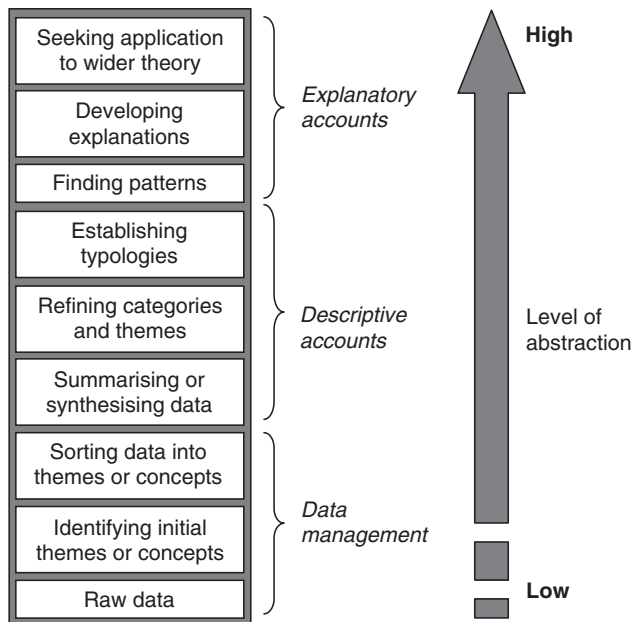 Seeking application
to wider theory
Developing
explanations
Finding patterns
Establishing
typologies
Refining categories
and themes
Summarising or
synthesising data
Sorting data into
themes or concepts
Identifying initial
themes or concepts
Raw data
Explanatory
accounts
Descriptive
accounts
Data
management
High
Level of
abstraction
Low